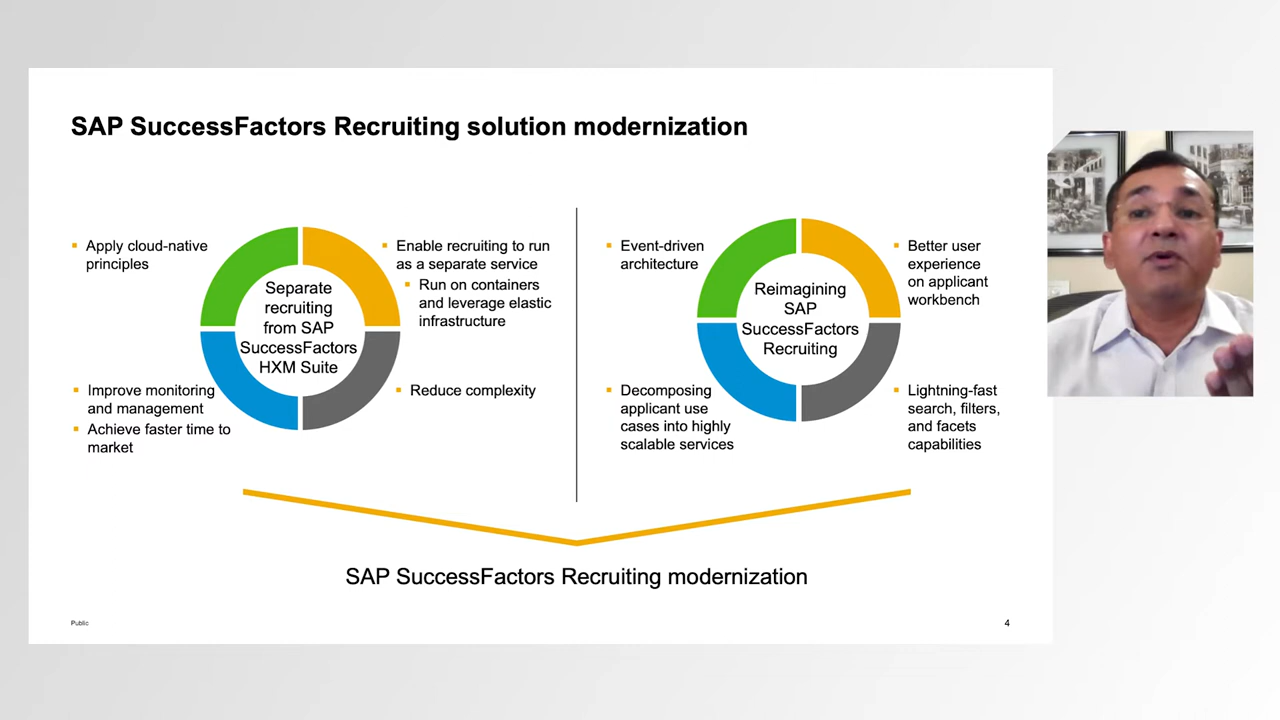 SAP SuccessFactors Recruiting solution modernization
Apply cloud-native
principles
Separate
recruiting
from SAP
SuccessFactors
HXM Suite
Enable recruiting to run
as a separate service
Run on containers
and leverage elastic
infrastructure
Improve monitoring
and management
Achieve faster time to
market
Reduce complexity
Event-driven
architecture
Reimagining
SAP
SuccessFactors
Recruiting
Better user
experience
on applicant
workbench
Decomposing
applicant use
cases into highly
scalable services
Lightning-fast
search, filters,
and facets
capabilities
SAP SuccessFactors Recruiting modernization
Public
4